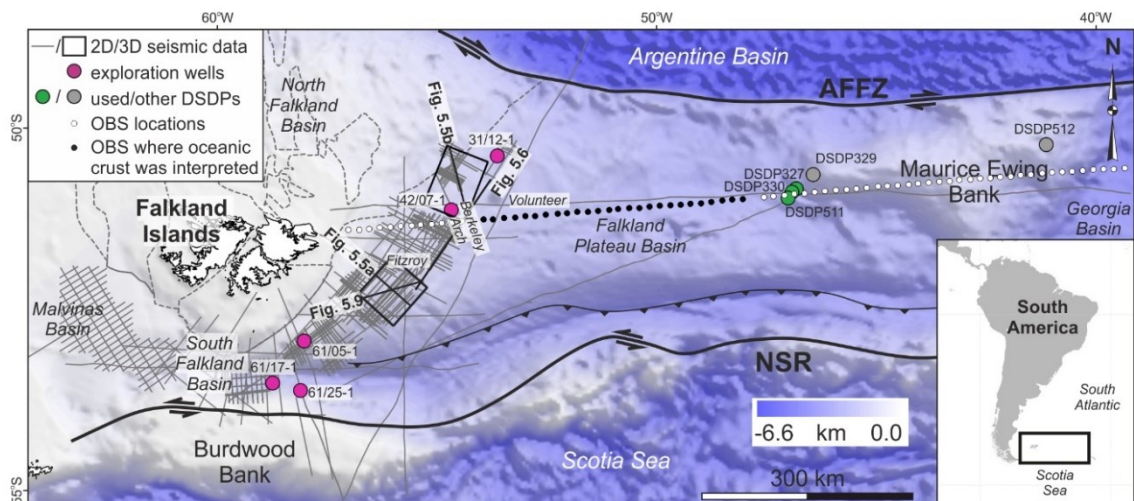 60°W
50°W
40°W
2D/3D seismic data
exploration wells
used/other DSDPs
OBS locations
OBS where oceanic
crust was interpreted
North
Falkland
Basin
Argentine Basin
AFFZ
N
50°S
Fig. 5.5b
31/12-1
Fig. 5.6
DSDP512
DSDP329
DSDP327
DSDP330
DSDP511
Maurice Ewing
Bank
42/07-1
Volunteer
Berkeley
Arch
Falkland
Plateau Basin
Georgia
Basin
Falkland
Islands
Fig. 5.5a
Fitzroy
Fig. 5.9
Malvinas
Basin
South
Falkland
Basin
61/05-1
61/17-1
61/25-1
NSR
Burdwood
Bank
Scotia Sea
-6.6 km 0.0
300 km
55°S
South
America
South
Atlantic
Scotia
Sea